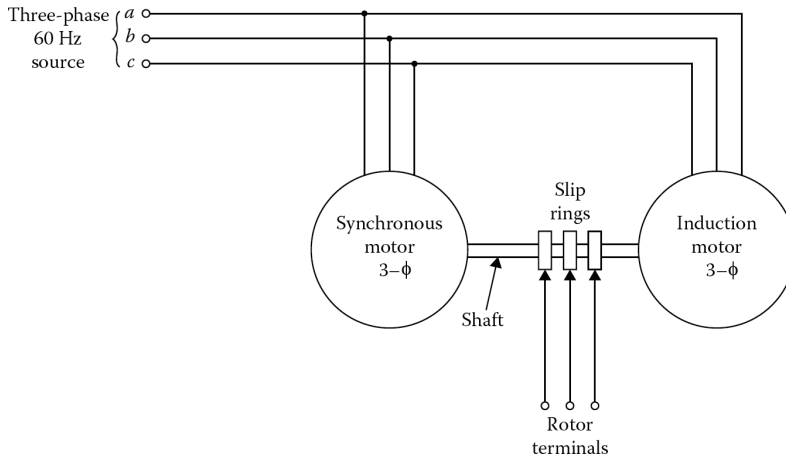 Three-phase
60 Hz
source
a
b
c
Synchronous
motor
3–ϕ
Slip
rings
Induction
motor
3–ϕ
Shaft
Rotor
terminals